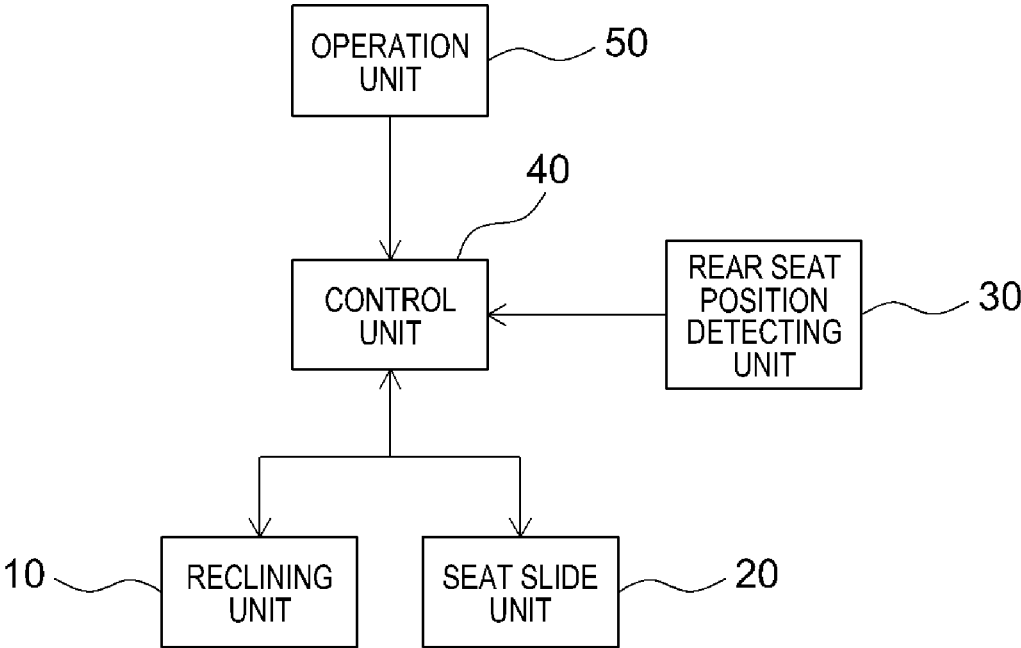 OPERATION
UNIT
50
40
CONTROL
UNIT
REAR SEAT
POSITION
DETECTING
UNIT
30
10
RECLINING
UNIT
SEAT SLIDE
UNIT
20